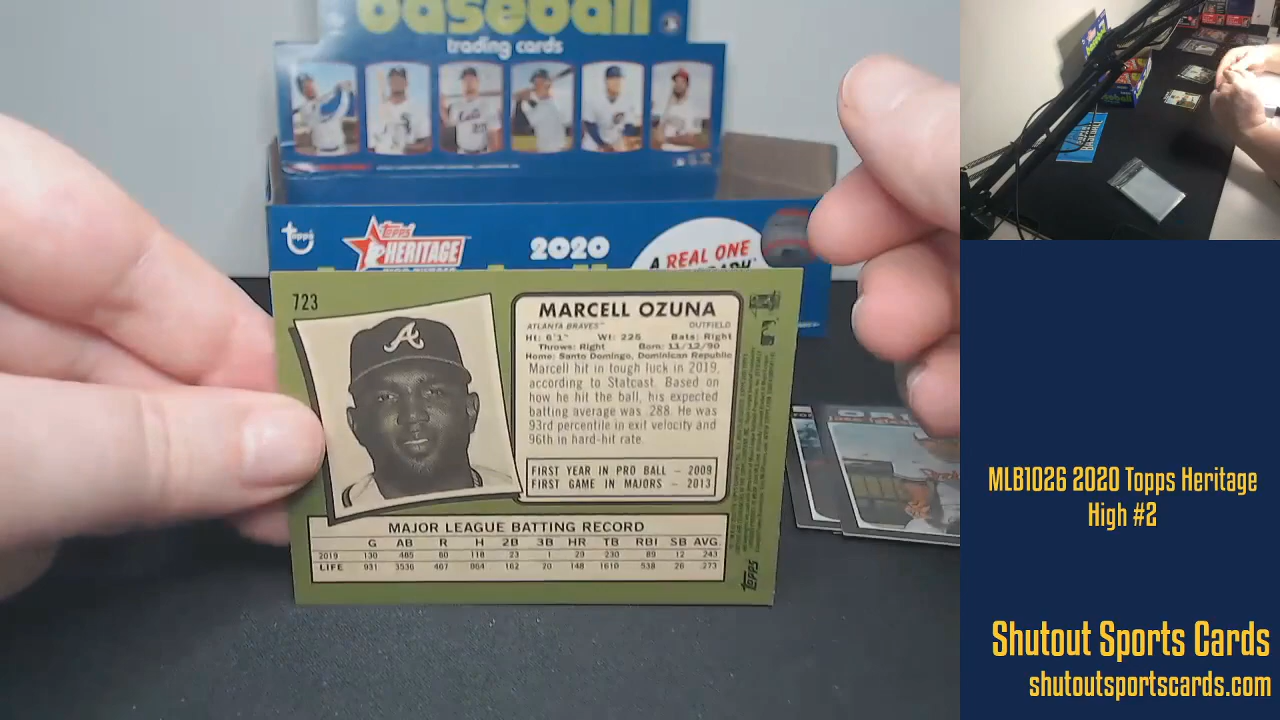 baseball
trading cards
Topps
TOPPS
HERITAGE
2020
A REAL ONE
723
MARCELL OZUNA
ATLANTA BRAVES™ OUTFIELD
Ht: 6'1" Wt: 225 Bats: Right
Throws: Right Born: 11/12/90
Home: Santo Domingo, Dominican Republic
Marcell hit in tough luck in 2019,
according to Statcast. Based on
how he hit the ball, his expected
batting average was .288. He was
93rd percentile in exit velocity and
96th in hard-hit rate.
FIRST YEAR IN PRO BALL – 2009
FIRST GAME IN MAJORS – 2013
MAJOR LEAGUE BATTING RECORD
G AB R H 2B 3B HR TB RBI SB AVG.
2019 130 485 80 118 23 1 29 230 89 12 .243
LIFE 931 3536 467 964 162 20 148 1610 538 26 .273
TOPPS
MLB1026 2020 Topps Heritage
High #2
Shutout Sports Cards
shutoutsportscards.com